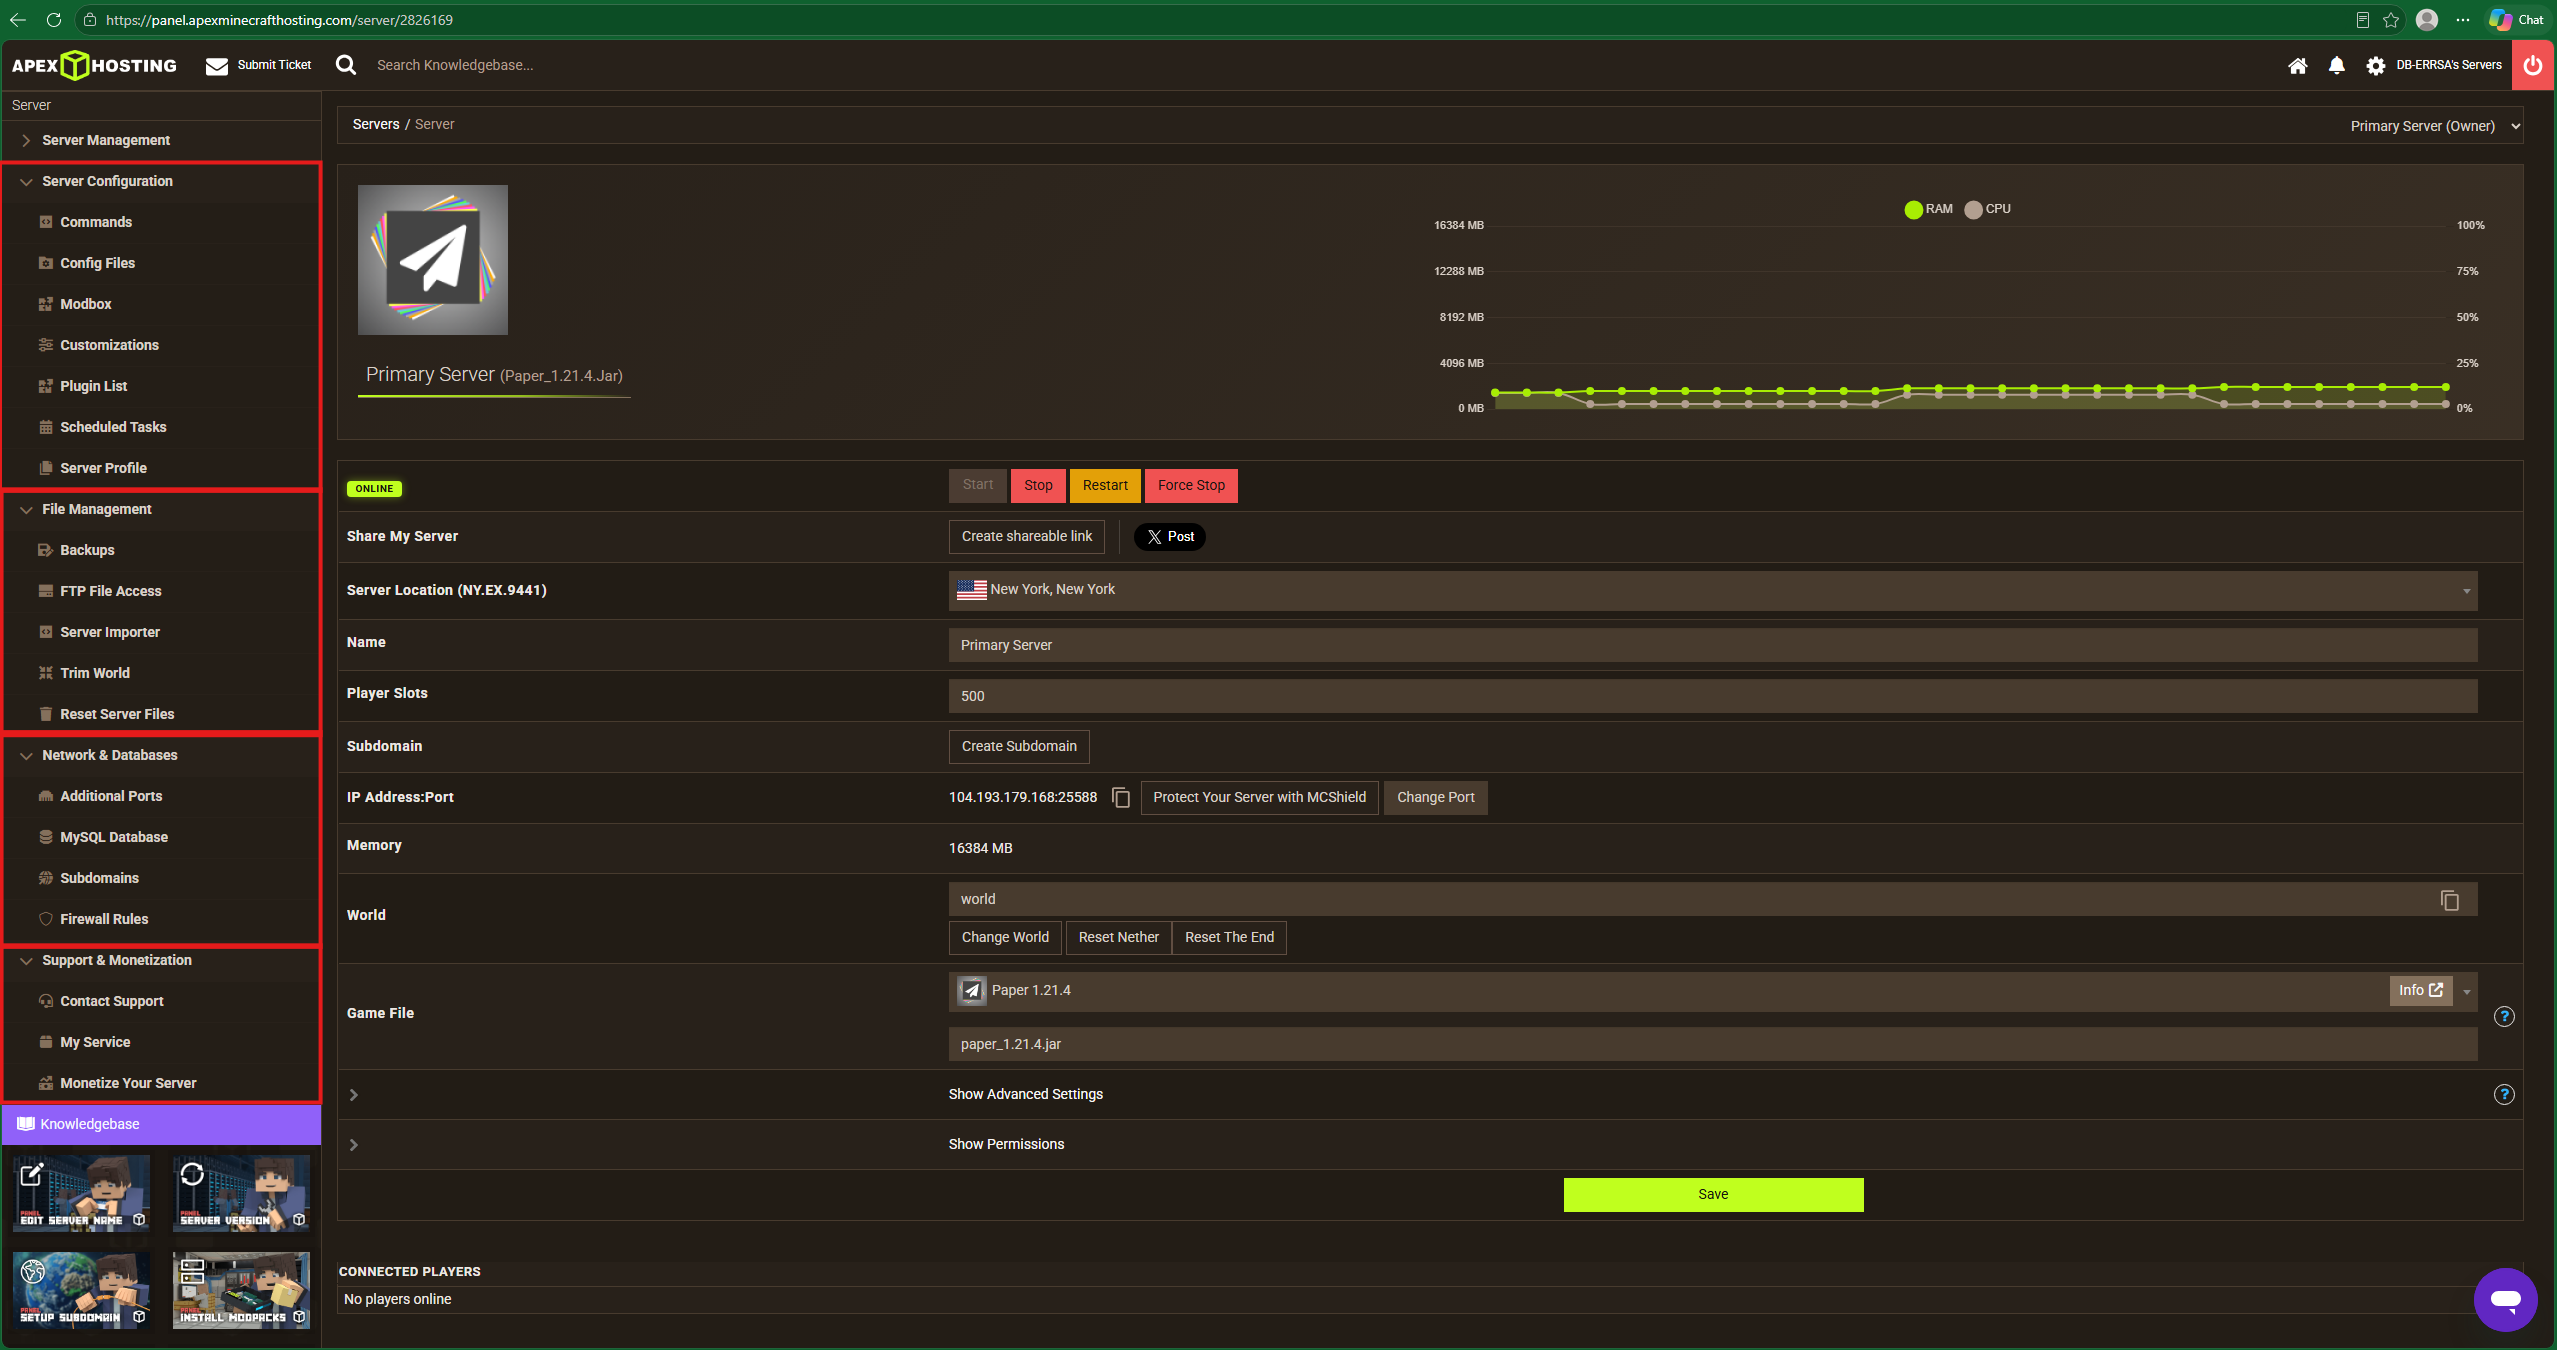 https://panel.apexminecrafthosting.com/server/2826169
Chat
APEX HOSTING
Submit Ticket
Search Knowledgebase...
DB-ERRSA's Servers
Server
Server Management
Server Configuration
Commands
Config Files
Modbox
Customizations
Plugin List
Scheduled Tasks
Server Profile
File Management
Backups
FTP File Access
Server Importer
Trim World
Reset Server Files
Network & Databases
Additional Ports
MySQL Database
Subdomains
Firewall Rules
Support & Monetization
Contact Support
My Service
Monetize Your Server
Knowledgebase
PANEL
EDIT SERVER NAME
PANEL
SERVER VERSION
PANEL
SETUP SUBDOMAIN
PANEL
INSTALL MODPACKS
Servers / Server
Primary Server (Owner)
Primary Server (Paper_1.21.4.Jar)
RAM CPU
16384 MB 100%
12288 MB 75%
8192 MB 50%
4096 MB 25%
0 MB 0%
ONLINE Start Stop Restart Force Stop
Share My Server Create shareable link X Post
Server Location (NY.EX.9441) New York, New York
Name Primary Server
Player Slots 500
Subdomain Create Subdomain
IP Address:Port 104.193.179.168:25588 Protect Your Server with MCShield Change Port
Memory 16384 MB
World world
Change World Reset Nether Reset The End
Game File Paper 1.21.4 Info ?
paper_1.21.4.jar
Show Advanced Settings ?
Show Permissions
Save
CONNECTED PLAYERS
No players online